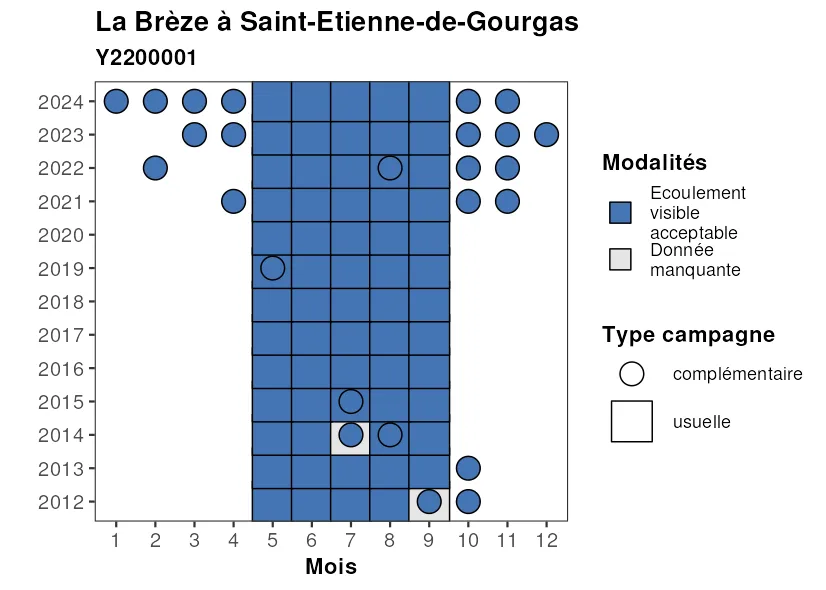 La Brèze à Saint-Etienne-de-Gourgas
Y2200001
2024
2023
2022
2021
2020
2019
2018
2017
2016
2015
2014
2013
2012
1 2 3 4 5 6 7 8 9 10 11 12
Mois
Modalités
Ecoulement
visible
acceptable
Donnée
manquante
Type campagne
complémentaire
usuelle